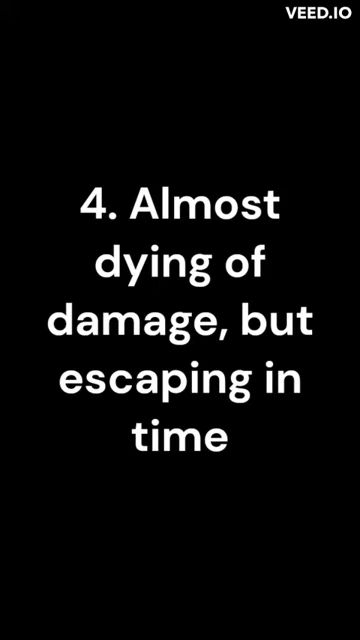 VEED.IO
4. Almost
dying of
damage, but
escaping in
time